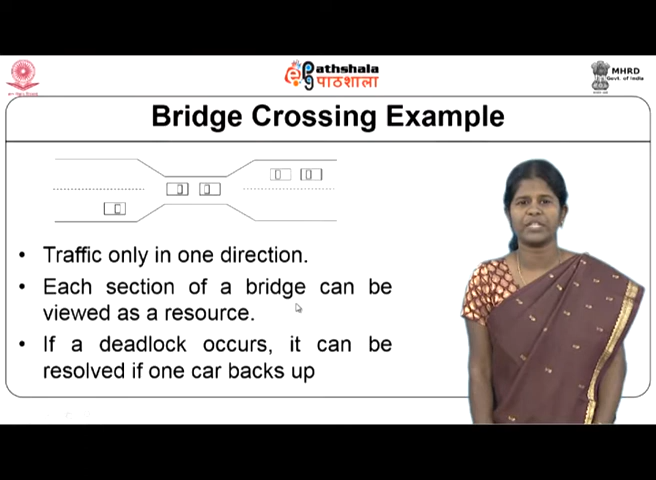 ePathshala
पाठशाला
MHRD
Govt. of India
Bridge Crossing Example
• Traffic only in one direction.
• Each section of a bridge can be
viewed as a resource.
• If a deadlock occurs, it can be
resolved if one car backs up